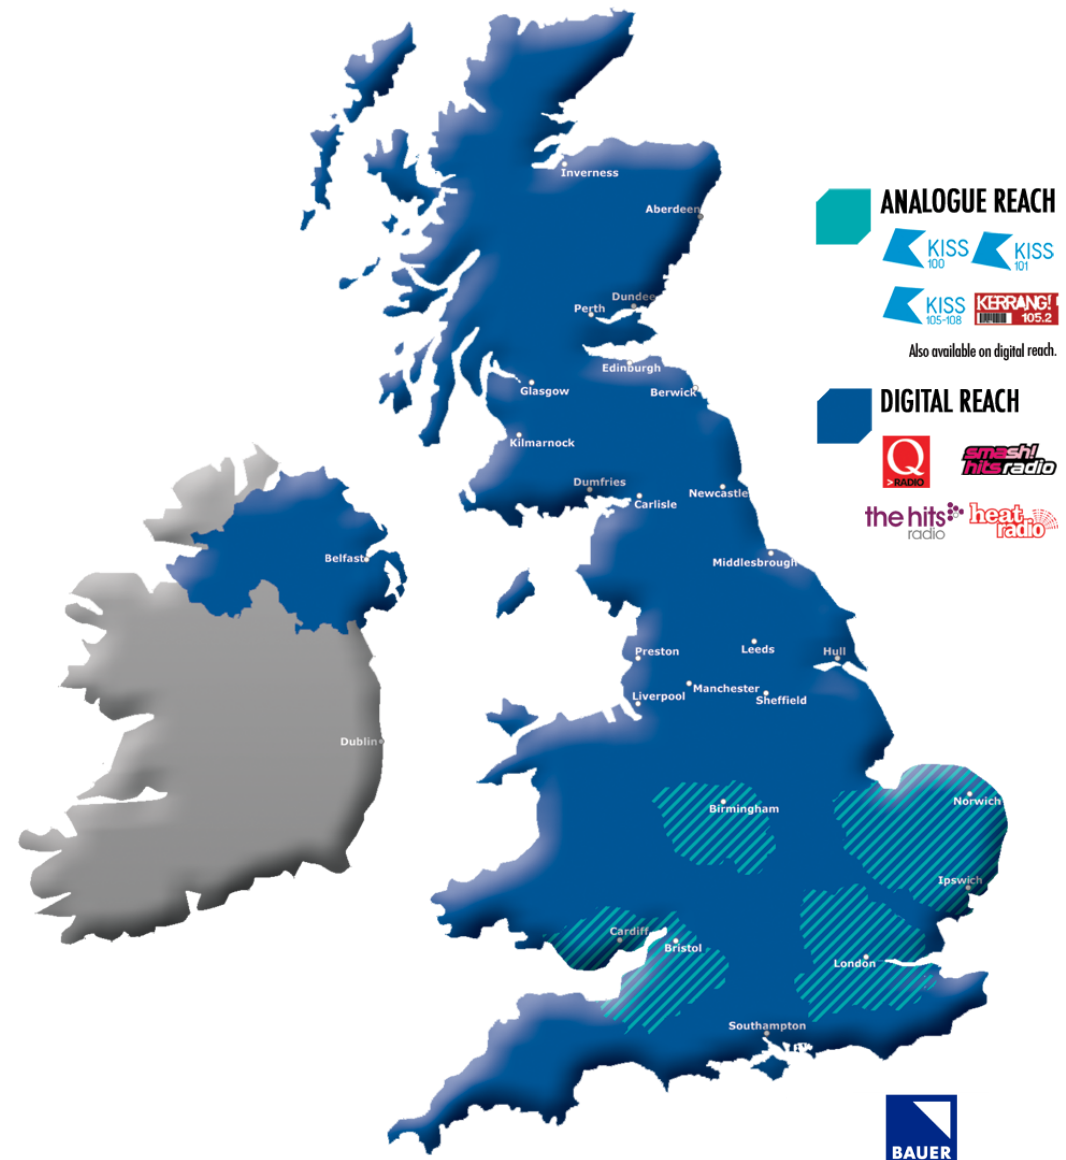 Inverness
Aberdeen
Dundee
Perth
Edinburgh
Glasgow
Berwick
Kilmarnock
Dumfries
Carlisle
Newcastle
Belfast
Middlesbrough
Preston
Leeds
Hull
Manchester
Liverpool
Sheffield
Dublin
Birmingham
Norwich
Ipswich
Cardiff
Bristol
London
Southampton
ANALOGUE REACH
KISS
100
KISS
101
KISS
105-108
KERRANG!
105.2
Also available on digital reach.
DIGITAL REACH
Q
RADIO
smash!
hits radio
the hits
radio
heat
radio
BAUER